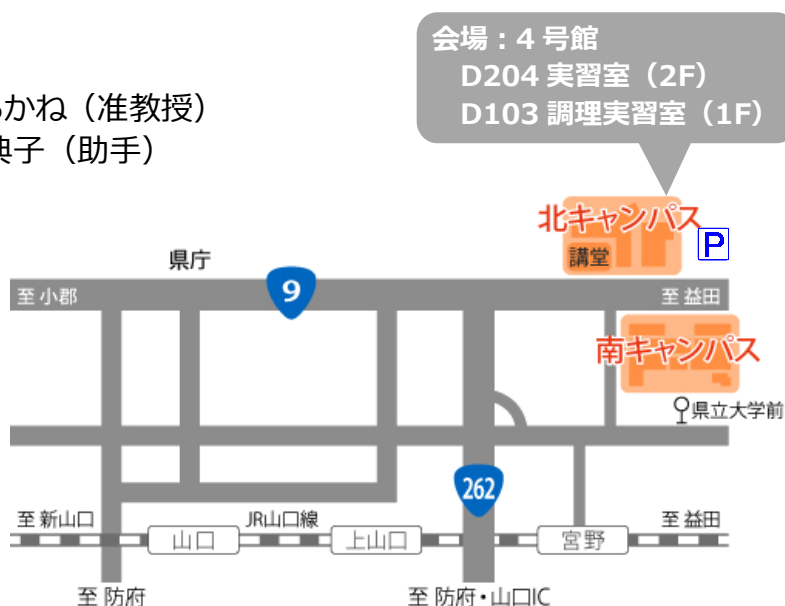 会場：4 号館
D204 実習室（2F）
D103 調理実習室（1F）
かね（准教授）
典子（助手）
北キャンパス
P
講堂
県庁
至 小郡
9
至 益田
南キャンパス
県立大学前
262
至 新山口
JR山口線
至 益田
山口
上山口
宮野
至 防府
至 防府・山口IC